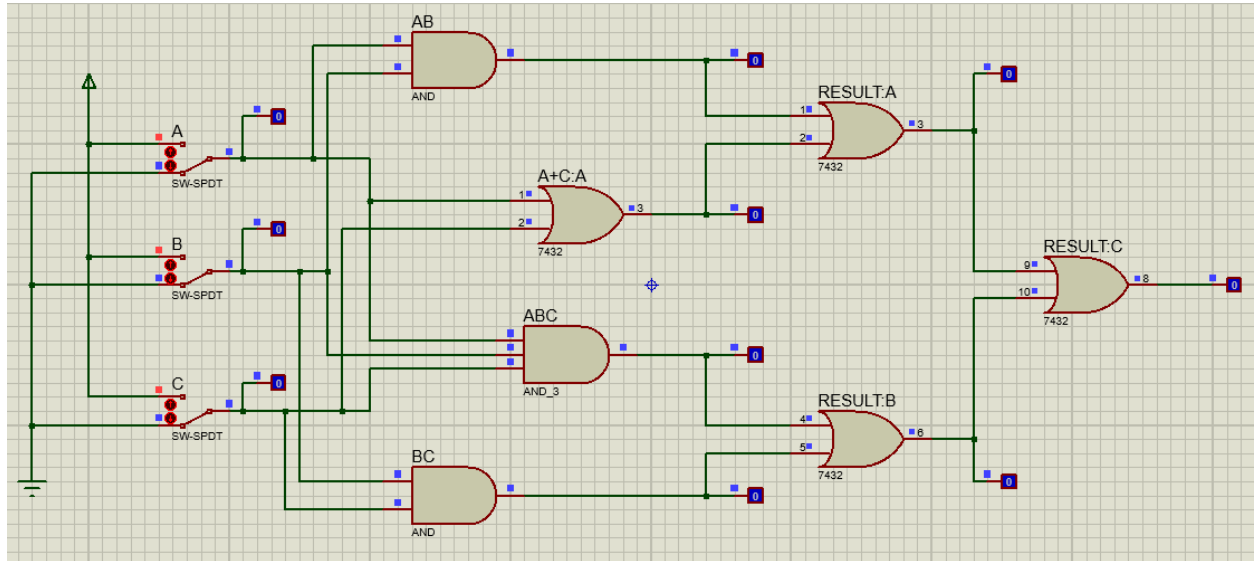 AB
AND
0
0
RESULT:A
1
2
3
7432
0
A
SW-SPDT
A+C:A
1
2
3
7432
0
0
B
SW-SPDT
RESULT:C
9
10
8
7432
0
ABC
AND_3
0
0
C
SW-SPDT
RESULT:B
4
5
6
7432
0
BC
AND
0